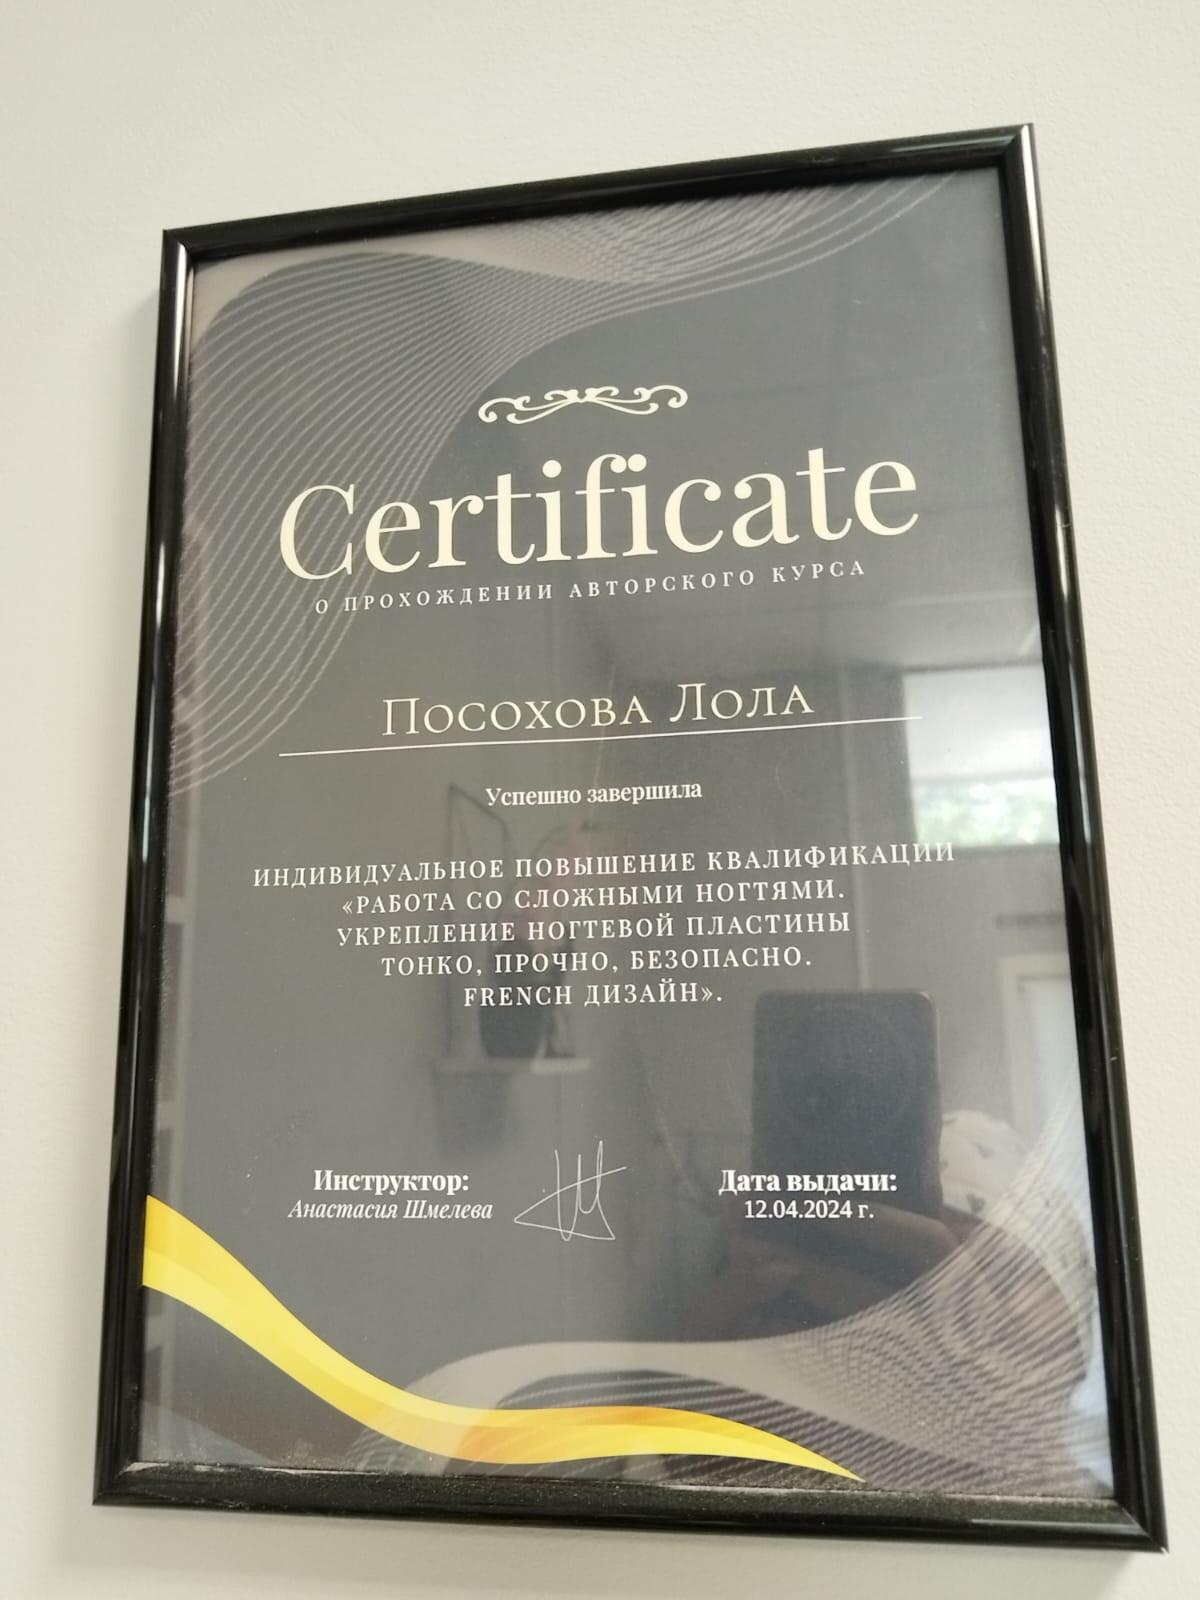 Certificate
О ПРОХОЖДЕНИИ АВТОРСКОГО КУРСА
Посохова Лола
Успешно завершила
ИНДИВИДУАЛЬНОЕ ПОВЫШЕНИЕ КВАЛИФИКАЦИИ
«РАБОТА СО СЛОЖНЫМИ НОГТЯМИ.
УКРЕПЛЕНИЕ НОГТЕВОЙ ПЛАСТИНЫ
ТОНКО, ПРОЧНО, БЕЗОПАСНО.
FRENCH ДИЗАЙН».
Инструктор:
Анастасия Шмелева
Дата выдачи:
12.04.2024 г.